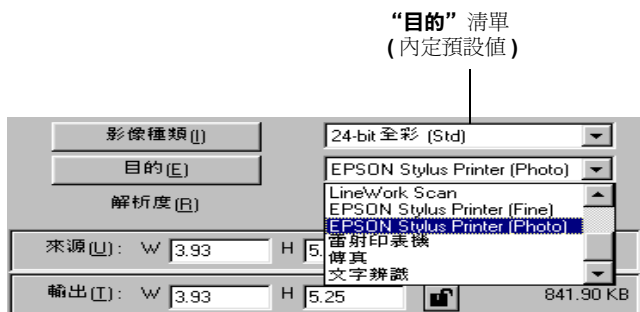 “目的”清單
(內定預設值)
影像種類(I) 24-bit 全彩 (Std)
目的(E) EPSON Stylus Printer (Photo)
LineWork Scan
解析度(R) EPSON Stylus Printer (Fine)
EPSON Stylus Printer (Photo)
雷射印表機
來源(U): W 3.93 H 5.
傳真
文字辨識
輸出(T): W 3.93 H 5.25 841.90 KB